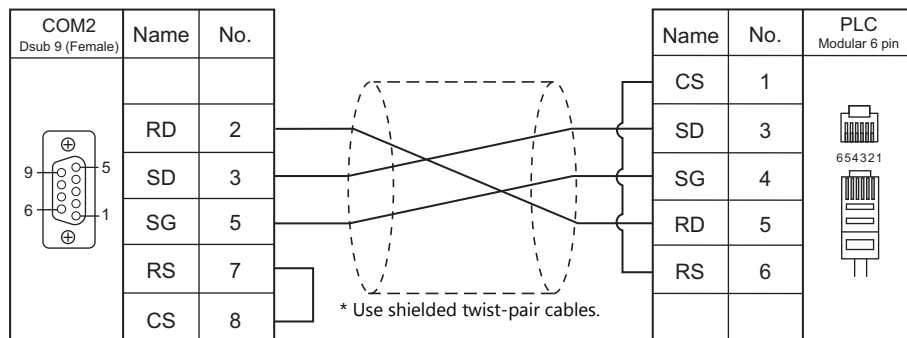 COM2
Dsub 9 (Female)
Name
No.
RD
2
SD
3
SG
5
RS
7
CS
8
9
5
6
1
* Use shielded twist-pair cables.
Name
No.
PLC
Modular 6 pin
CS
1
SD
3
SG
4
RD
5
RS
6
654321